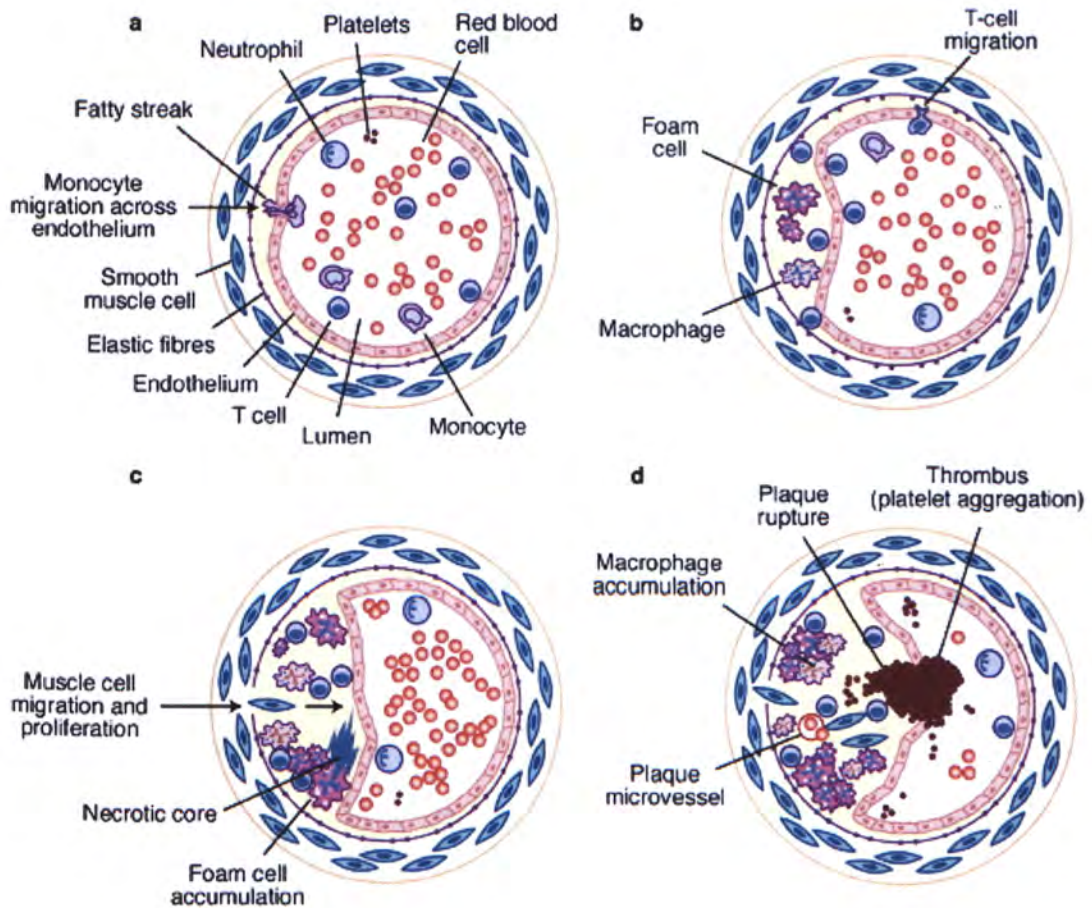 a
Platelets
Red blood
cell
Neutrophil
Fatty streak
Monocyte
migration across
endothelium
Smooth
muscle cell
Elastic fibres
Endothelium
T cell
Lumen
Monocyte
b
T-cell
migration
Foam
cell
Macrophage
c
Muscle cell
migration and
proliferation
Necrotic core
Foam cell
accumulation
d
Thrombus
(platelet aggregation)
Plaque
rupture
Macrophage
accumulation
Plaque
microvessel